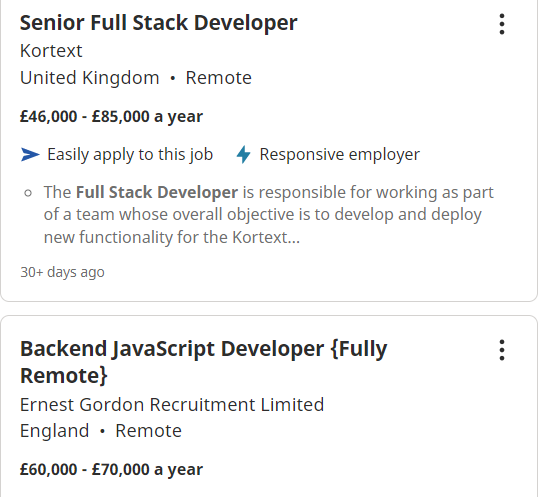 Senior Full Stack Developer
Kortext
United Kingdom • Remote
£46,000 - £85,000 a year
Easily apply to this job Responsive employer
The Full Stack Developer is responsible for working as part
of a team whose overall objective is to develop and deploy
new functionality for the Kortext...
30+ days ago
Backend JavaScript Developer {Fully
Remote}
Ernest Gordon Recruitment Limited
England • Remote
£60,000 - £70,000 a year